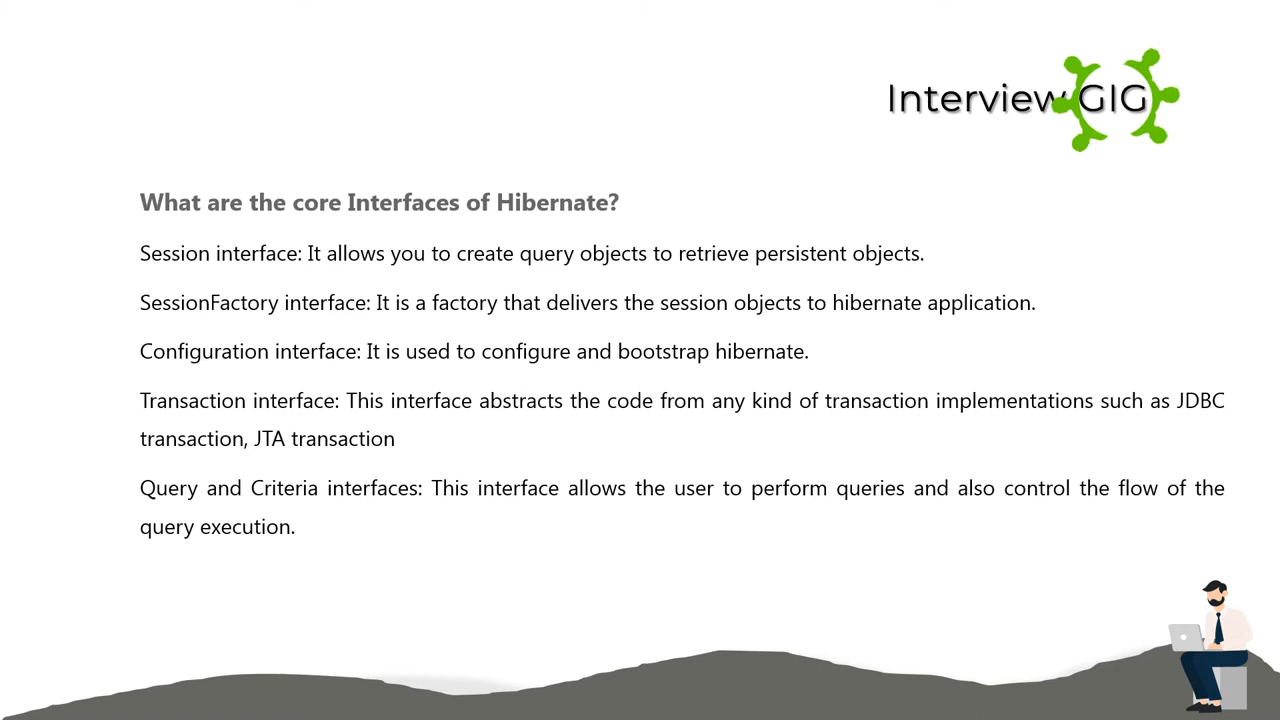 Interview GIG
What are the core Interfaces of Hibernate?
Session interface: It allows you to create query objects to retrieve persistent objects.
SessionFactory interface: It is a factory that delivers the session objects to hibernate application.
Configuration interface: It is used to configure and bootstrap hibernate.
Transaction interface: This interface abstracts the code from any kind of transaction implementations such as JDBC
transaction, JTA transaction
Query and Criteria interfaces: This interface allows the user to perform queries and also control the flow of the
query execution.